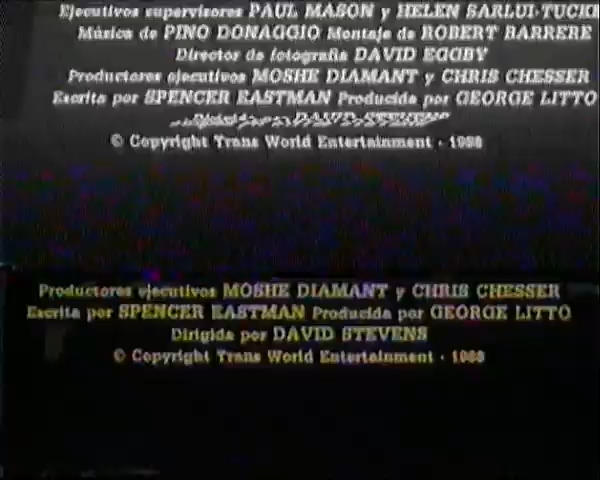 Ejecutivos supervisores PAUL MASON y HELEN SARLUI-TUCK
Música de PINO DONAGGIO Montaje de ROBERT BARRERE
Director de fotografía DAVID EGGBY
Productores ejecutivos MOSHE DIAMANT y CHRIS CHESSER
Escrita por SPENCER EASTMAN Producida por GEORGE LITTO
DAVID STEVENS
© Copyright Trans World Entertainment - 1988
Productores ejecutivos MOSHE DIAMANT y CHRIS CHESSER
Escrita por SPENCER EASTMAN Producida por GEORGE LITTO
Dirigida por DAVID STEVENS
© Copyright Trans World Entertainment - 1988